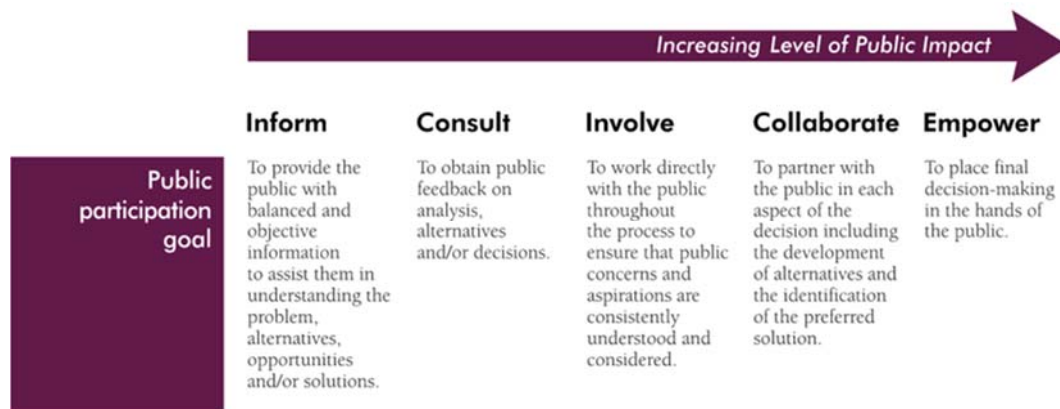 Increasing Level of Public Impact
Inform
Consult
Involve
Collaborate
Empower
Public
participation
goal
To provide the
public with
balanced and
objective
information
to assist them in
understanding the
problem,
alternatives,
opportunities
and/or solutions.
To obtain public
feedback on
analysis,
alternatives
and/or decisions.
To work directly
with the public
throughout
the process to
ensure that public
concerns and
aspirations are
consistently
understood and
considered.
To partner with
the public in each
aspect of the
decision including
the development
of alternatives and
the identification
of the preferred
solution.
To place final
decision-making
in the hands of
the public.